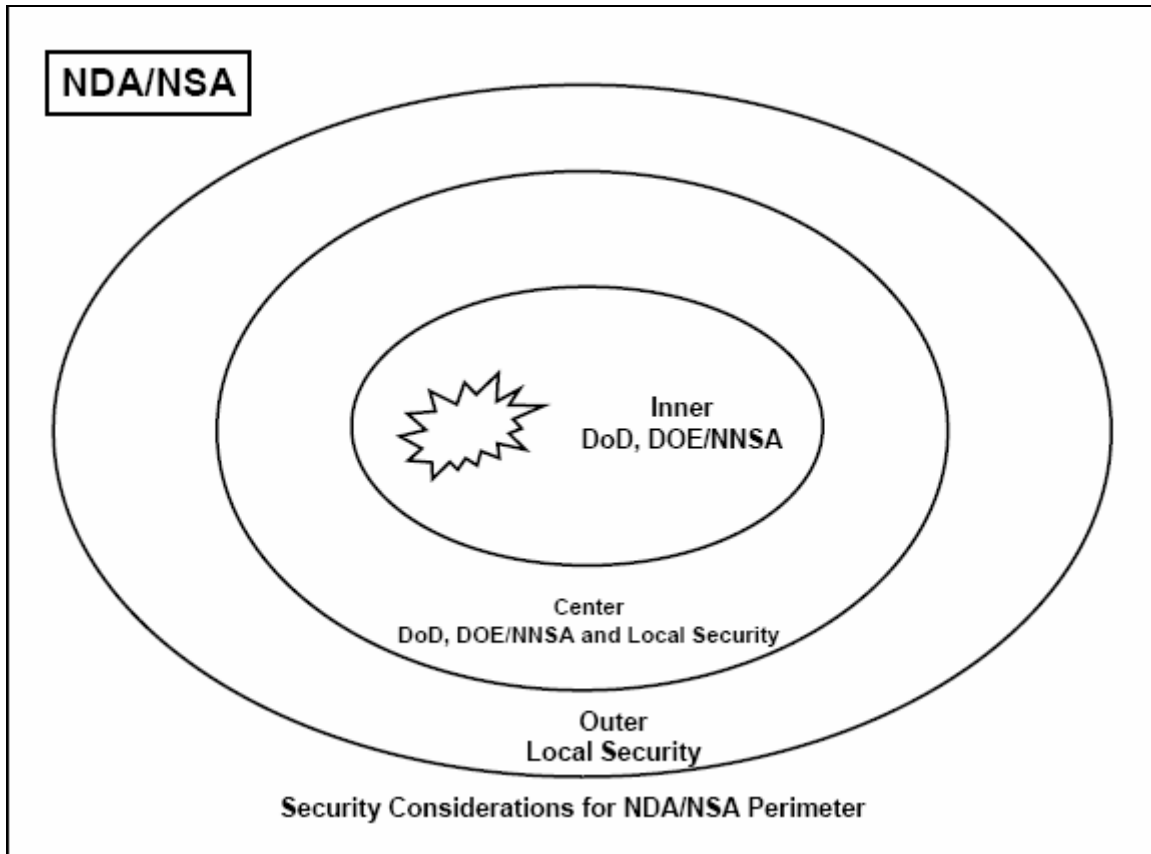 NDA/NSA
Inner
DoD, DOE/NNSA
Center
DoD, DOE/NNSA and Local Security
Outer
Local Security
Security Considerations for NDA/NSA Perimeter